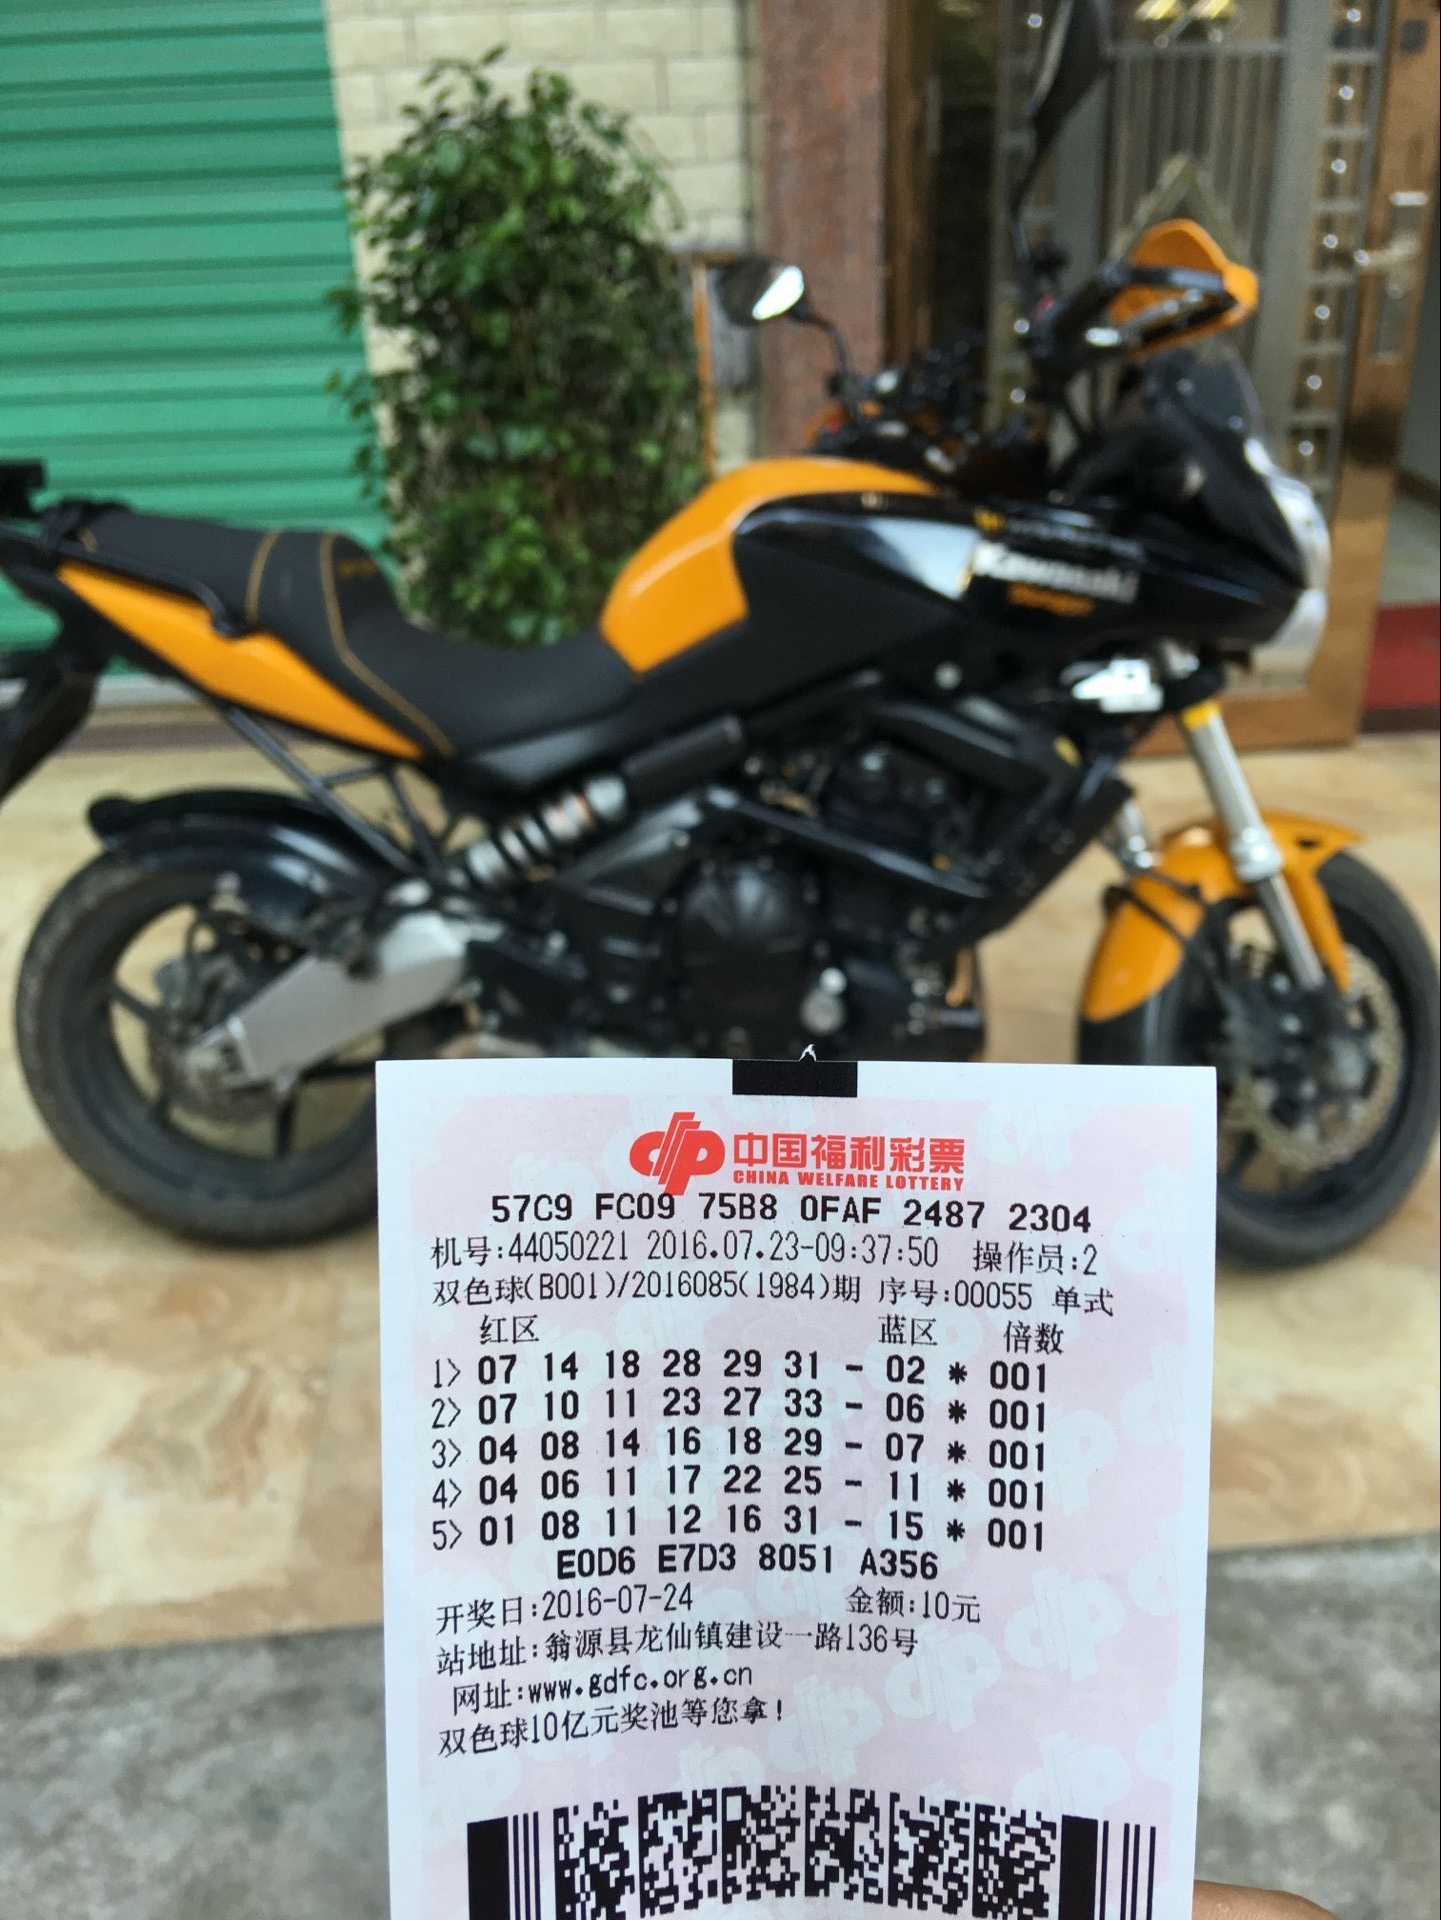 Kawasaki
中国福利彩票
CHINA WELFARE LOTTERY
57C9 FC09 75B8 0FAF 2487 2304
机号:44050221 2016.07.23-09:37:50 操作员:2
双色球(B001)/2016085(1984)期 序号:00055 单式
红区 蓝区 倍数
1> 07 14 18 28 29 31 - 02 * 001
2> 07 10 11 23 27 33 - 06 * 001
3> 04 08 14 16 18 29 - 07 * 001
4> 04 06 11 17 22 25 - 11 * 001
5> 01 08 11 12 16 31 - 15 * 001
E0D6 E7D3 8051 A356
开奖日:2016-07-24 金额:10元
站地址:翁源县龙仙镇建设一路136号
网址:www.gdfc.org.cn
双色球10亿元奖池等您拿!